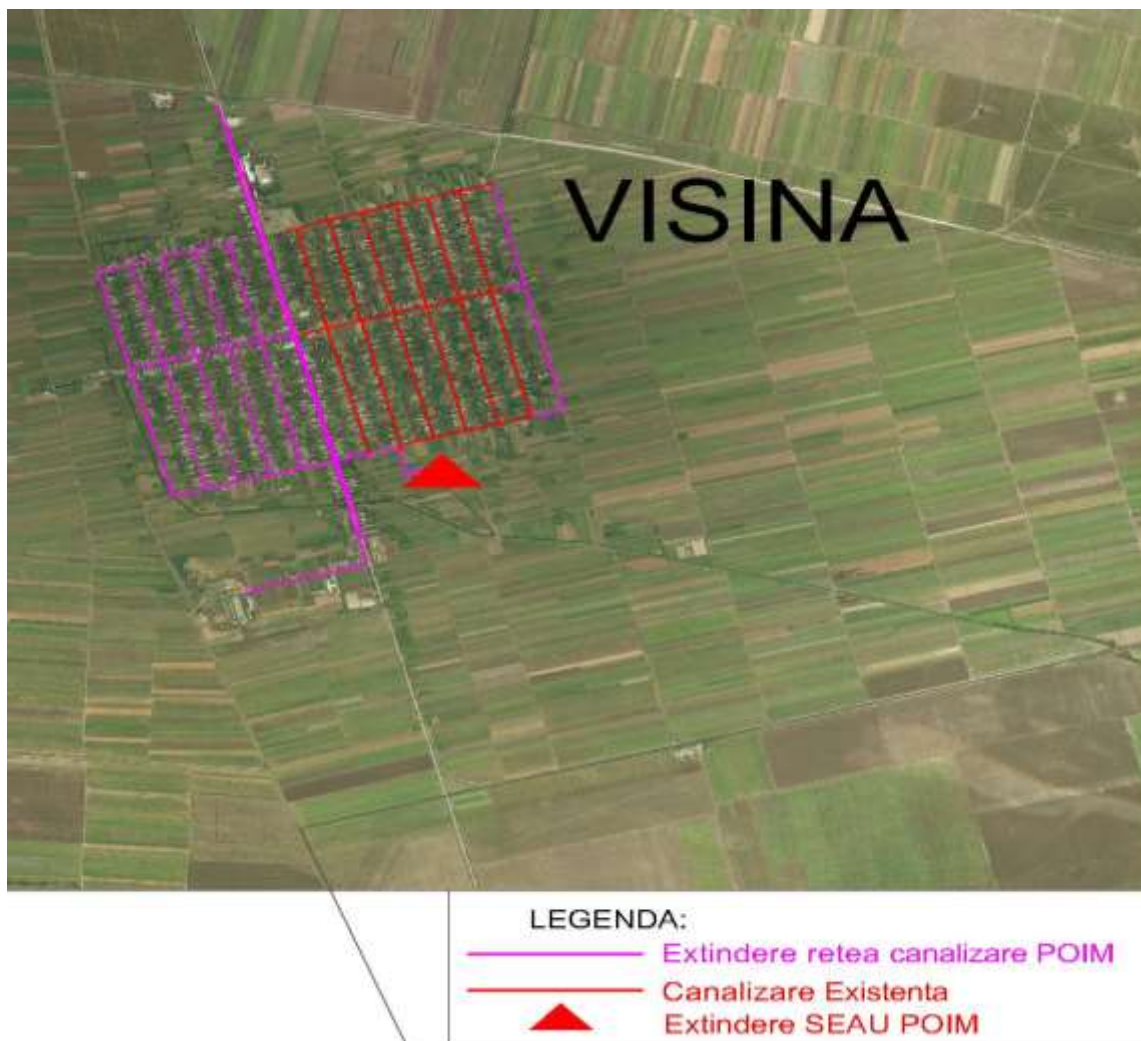 VISINA
LEGENDA:
Extindere retea canalizare POIM
Canalizare Existenta
Extindere SEAU POIM